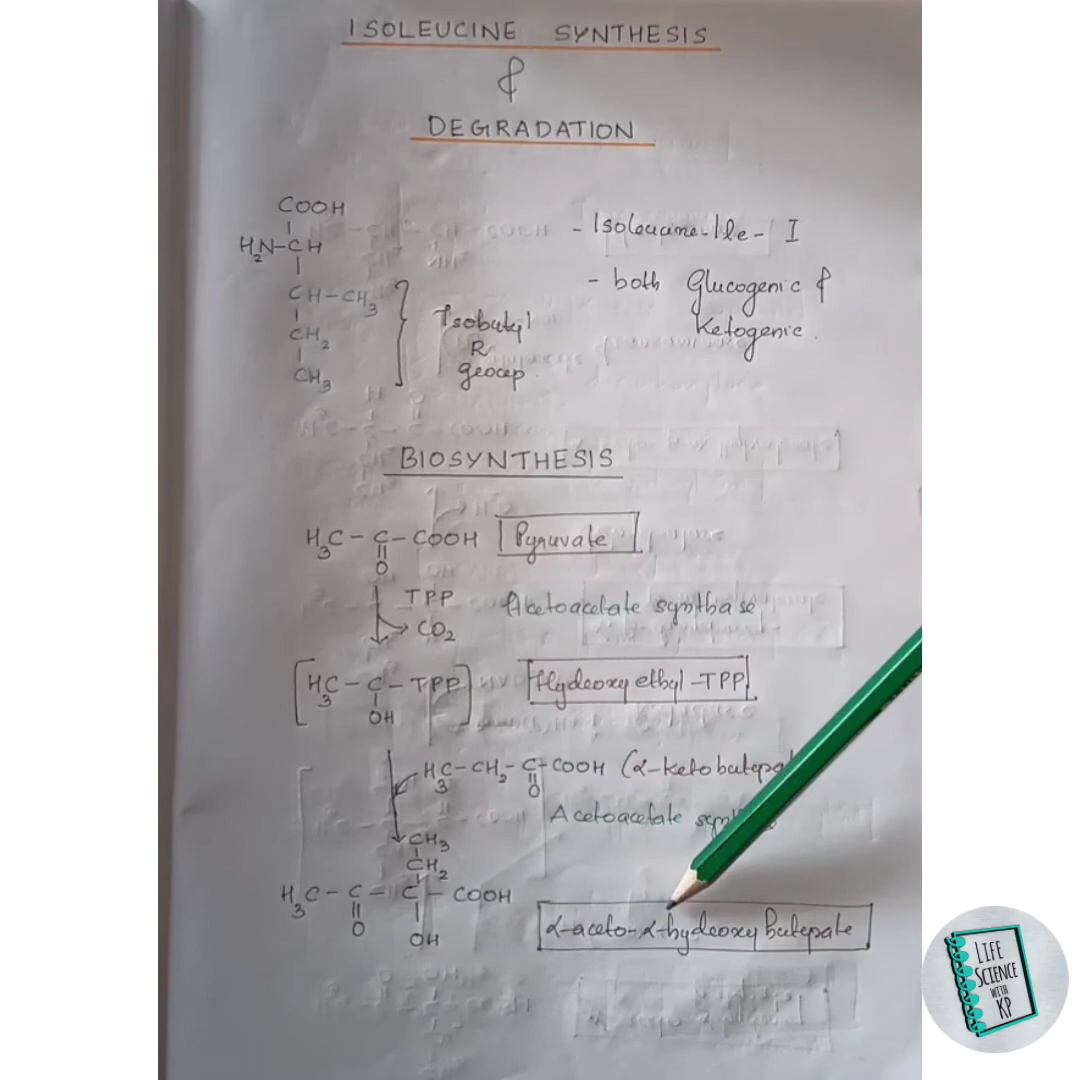 ISOLEUCINE SYNTHESIS
&
DEGRADATION
COOH
H₂N-CH
CH-CH₃
CH₂
CH₃
Isobutyl
R
group
- Isoleucine-Ile- I
- both Glucogenic &
Ketogenic.
BIOSYNTHESIS
H₃C-C-COOH Pyruvate
O
TPP Acetoacetate synthase
CO₂
[H₃C-C-TPP] Hydroxy ethyl-TPP
OH
H₃C-CH₂-C-COOH (α-keto
O
Acetoacetate
CH₃
CH₂
H₃C-C-C-COOH
O
OH
α-aceto-α-hydroxy butyrate
LIFE
SCIENCE
WITH
KP